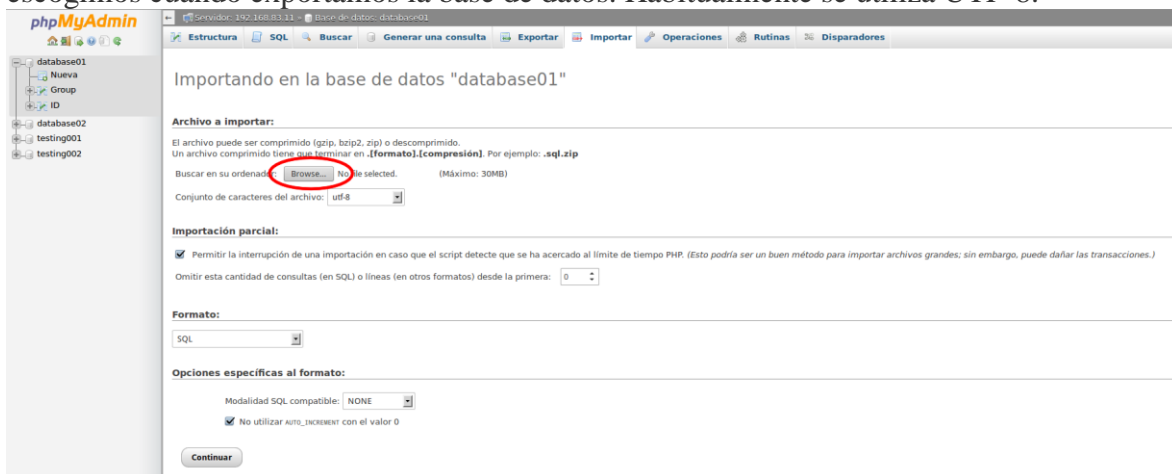 escogimos cuando exportamos la base de datos. Habitualmente se utiliza UTF-8.
phpMyAdmin
Servidor: 192.168.83.11 » Base de datos: database01
Estructura SQL Buscar Generar una consulta Exportar Importar Operaciones Rutinas Disparadores
database01
Nueva
Group
ID
database02
testing001
testing002
Importando en la base de datos "database01"
Archivo a importar:
El archivo puede ser comprimido (gzip, bzip2, zip) o descomprimido.
Un archivo comprimido tiene que terminar en .[formato].[compresión]. Por ejemplo: .sql.zip
Buscar en su ordenador: Browse... No file selected. (Máximo: 30MB)
Conjunto de caracteres del archivo: utf-8
Importación parcial:
Permitir la interrupción de una importación en caso que el script detecte que se ha acercado al límite de tiempo PHP. (Esto podría ser un buen método para importar archivos grandes; sin embargo, puede dañar las transacciones.)
Omitir esta cantidad de consultas (en SQL) o líneas (en otros formatos) desde la primera: 0
Formato:
SQL
Opciones específicas al formato:
Modalidad SQL compatible: NONE
No utilizar AUTO_INCREMENT con el valor 0
Continuar